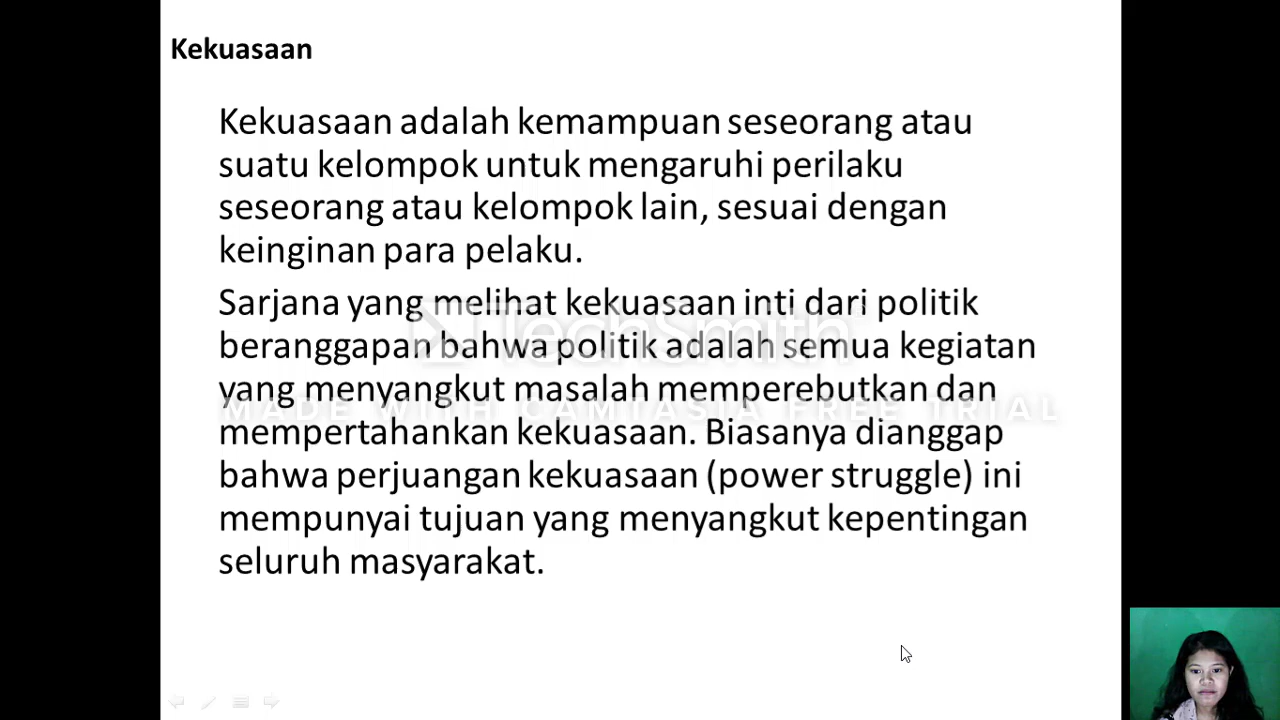 Kekuasaan
Kekuasaan adalah kemampuan seseorang atau
suatu kelompok untuk mengaruhi perilaku
seseorang atau kelompok lain, sesuai dengan
keinginan para pelaku.
Sarjana yang melihat kekuasaan inti dari politik
beranggapan bahwa politik adalah semua kegiatan
yang menyangkut masalah memperebutkan dan
mempertahankan kekuasaan. Biasanya dianggap
bahwa perjuangan kekuasaan (power struggle) ini
mempunyai tujuan yang menyangkut kepentingan
seluruh masyarakat.
TechSmith
MADE WITH CAMTASIA FREE TRIAL